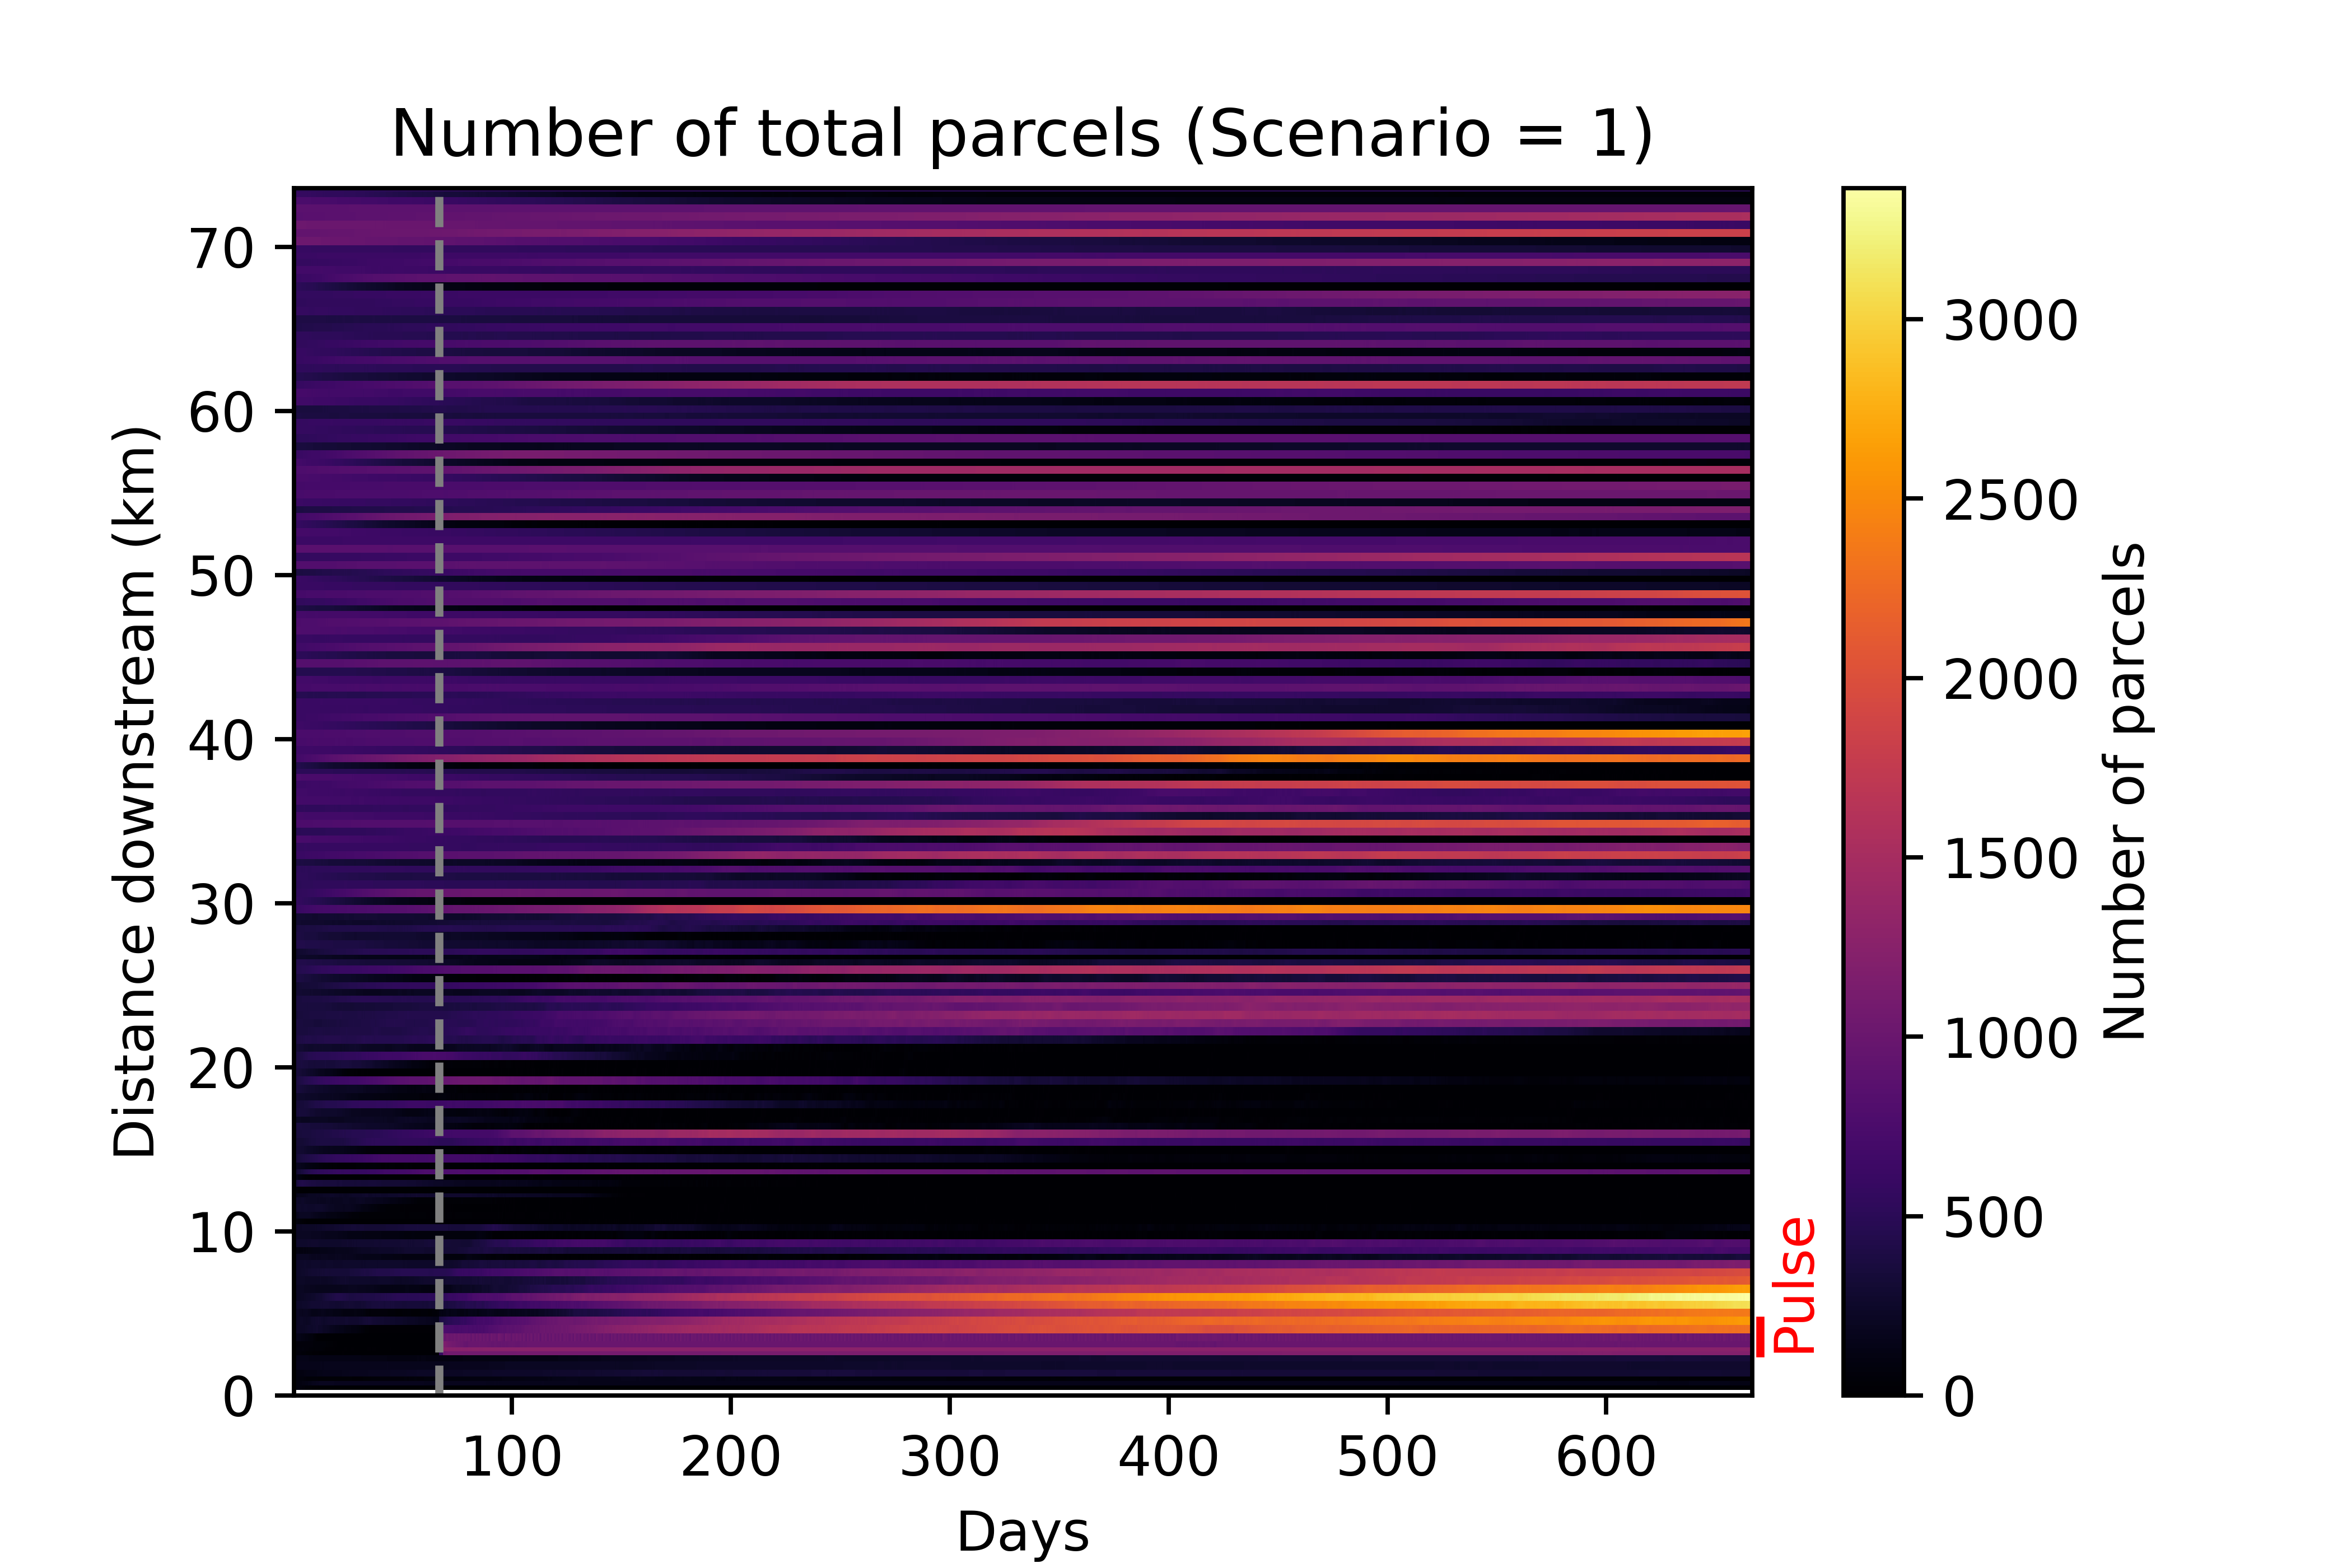 Number of total parcels (Scenario = 1)
Distance downstream (km)
70
60
50
40
30
20
10
0
100 200 300 400 500 600
Days
Pulse
3000
2500
2000
1500
1000
500
0
Number of parcels